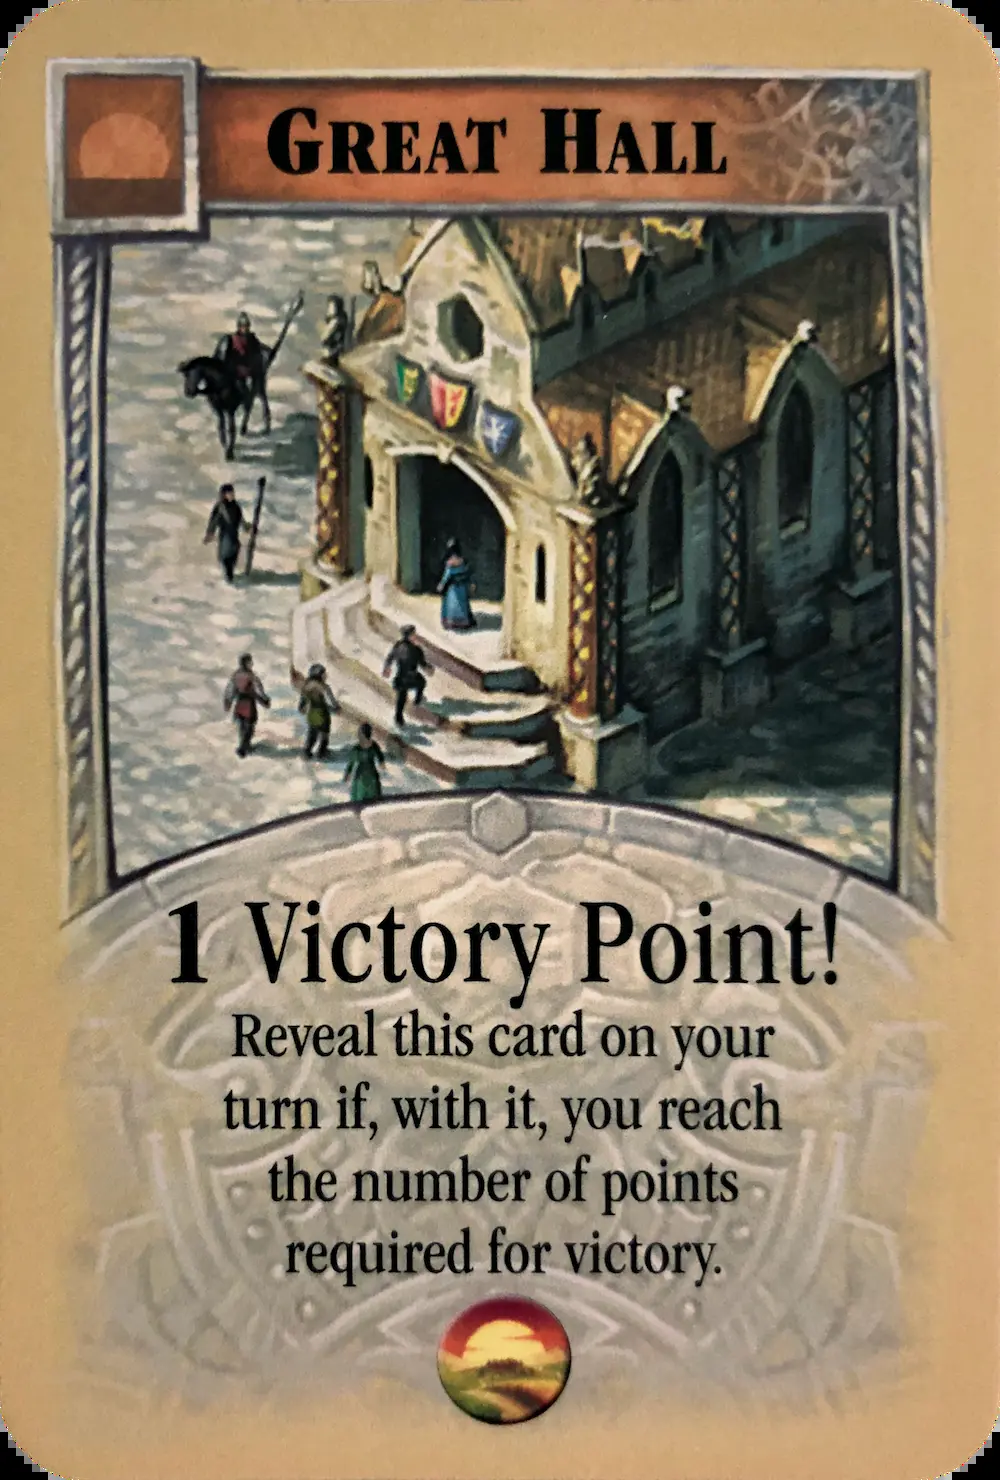 GREAT HALL
1 Victory Point!
Reveal this card on your
turn if, with it, you reach
the number of points
required for victory.